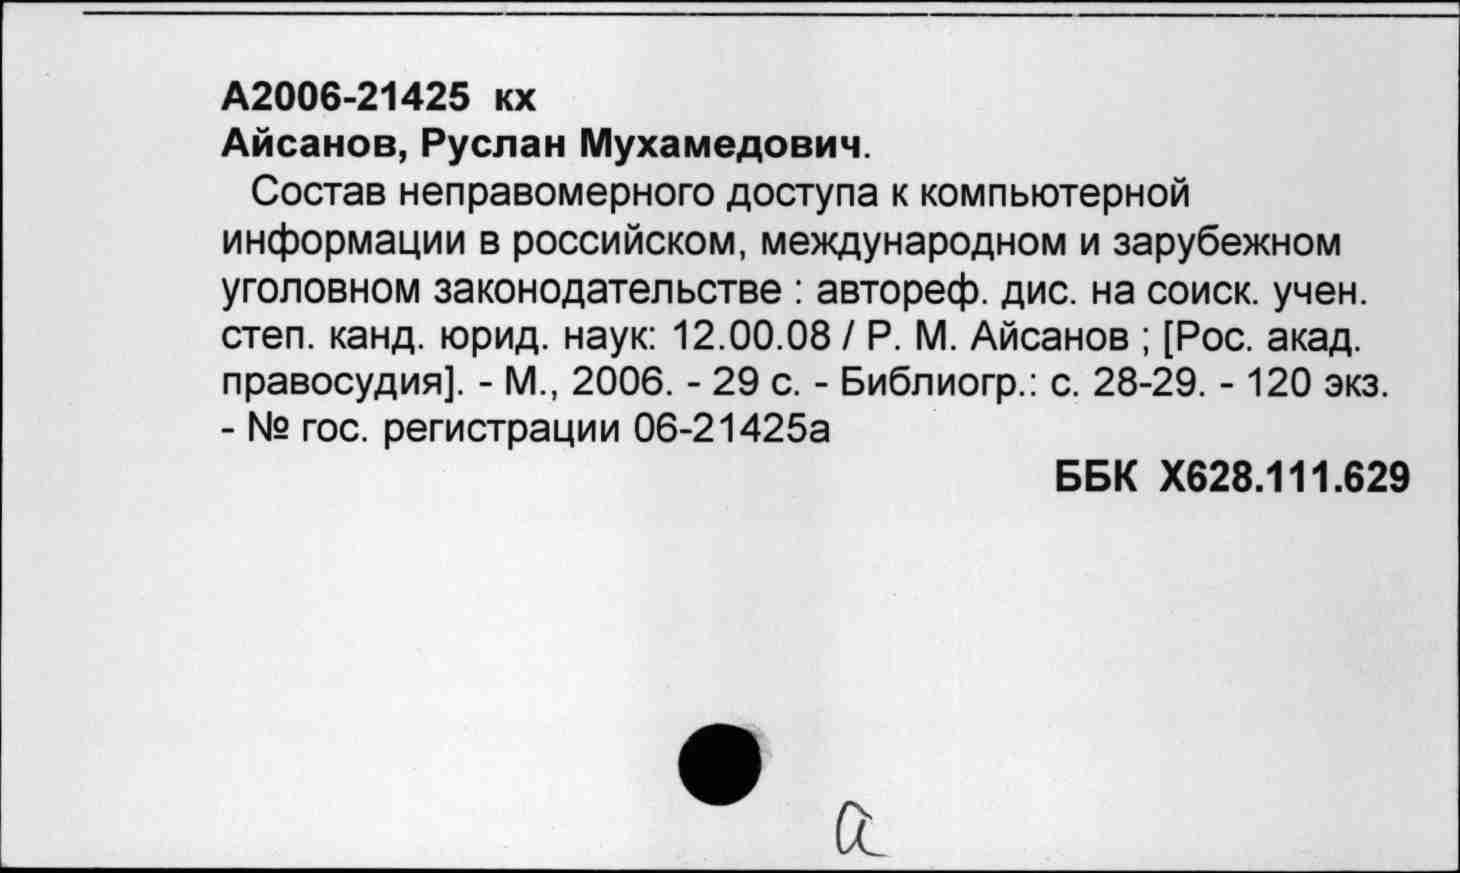 А2006-21425 кх
Айсанов, Руслан Мухамедович.
Состав неправомерного доступа к компьютерной
информации в российском, международном и зарубежном
уголовном законодательстве : автореф. дис. на соиск. учен.
степ. канд. юрид. наук: 12.00.08 / Р. М. Айсанов ; [Рос. акад.
правосудия]. - М., 2006. - 29 с. - Библиогр.: с. 28-29. - 120 экз.
- № гос. регистрации 06-21425а
ББК Х628.111.629
а